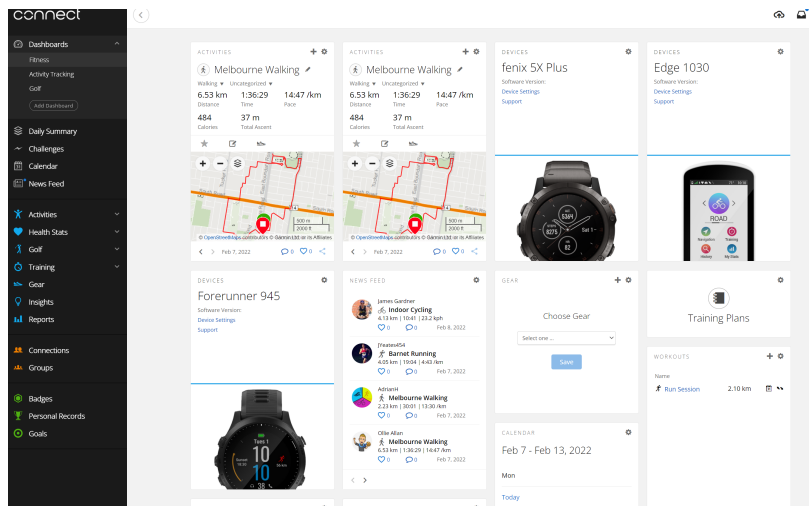 connect
Dashboards
Fitness
Activity Tracking
Golf
Add Dashboard
Daily Summary
Challenges
Calendar
News Feed
Activities
Health Stats
Golf
Training
Gear
Insights
Reports
Connections
Groups
Badges
Personal Records
Goals
ACTIVITIES
Melbourne Walking
Walking Uncategorized
6.53 km 1:36:29 14:47 /km
Distance Time Pace
484 37 m
Calories Total Ascent
500 m
2000 ft
© OpenStreetMap contributors © Garmin Ltd. or its Affiliates
Feb 7, 2022 0 0
ACTIVITIES
Melbourne Walking
Walking Uncategorized
6.53 km 1:36:29 14:47 /km
Distance Time Pace
484 37 m
Calories Total Ascent
500 m
2000 ft
© OpenStreetMap contributors © Garmin Ltd. or its Affiliates
Feb 7, 2022 0 0
DEVICES
fenix 5X Plus
Software Version:
Device Settings
Support
DEVICES
Edge 1030
Software Version:
Device Settings
Support
ROAD
Navigation Training
History My Stats
DEVICES
Forerunner 945
Software Version:
Device Settings
Support
Tues 1
10
10
NEWS FEED
James Gardner
Indoor Cycling
4.13 km | 10:41 | 23.2 kph
0 0 Feb 8, 2022
JYeates454
Barnet Running
4.05 km | 19:04 | 4:43 /km
0 0 Feb 7, 2022
AdrianH
Melbourne Walking
2.23 km | 30:01 | 13:30 /km
0 0 Feb 7, 2022
Ollie Allan
Melbourne Walking
6.53 km | 1:36:29 | 14:47 /km
0 0 Feb 7, 2022
GEAR
Choose Gear
Select one ...
Save
Training Plans
WORKOUTS
Name
Run Session 2.10 km
CALENDAR
Feb 7 - Feb 13, 2022
Mon
Today